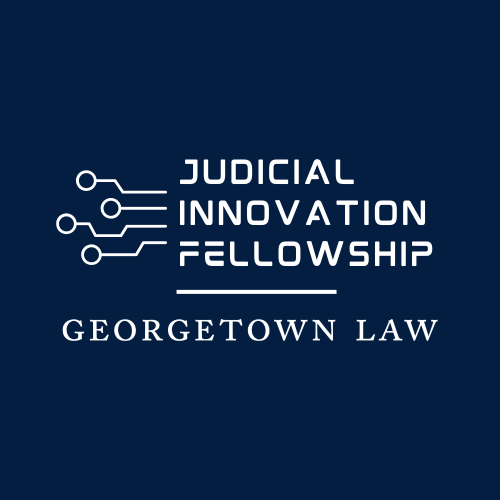 JUDICIAL
INNOVATION
FELLOWSHIP
GEORGETOWN LAW